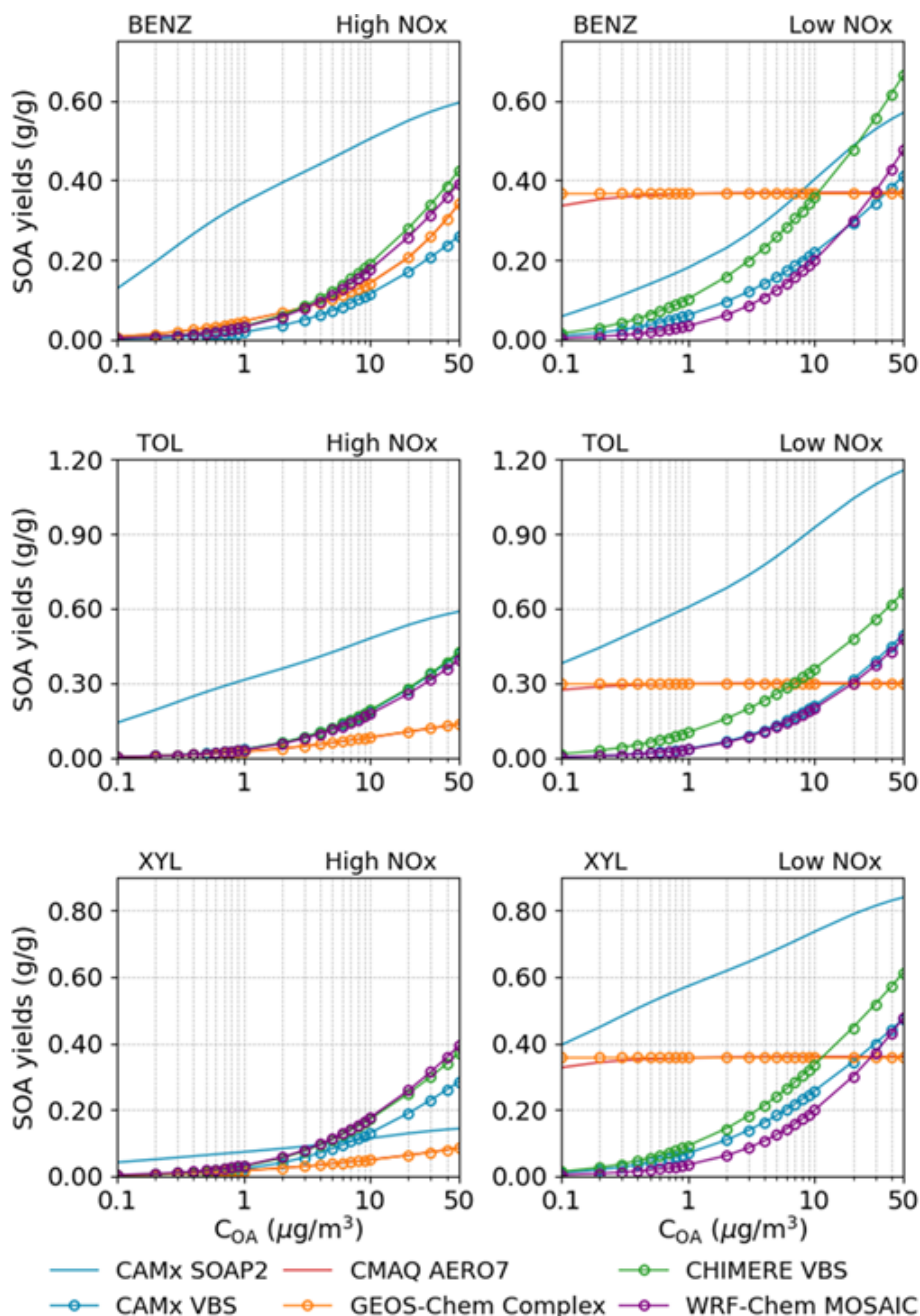 BENZ High NOx BENZ Low NOx
SOA yields (g/g)
0.60
0.40
0.20
0.00
0.60
0.40
0.20
0.00
0.1 1 10 50 0.1 1 10 50
TOL High NOx TOL Low NOx
SOA yields (g/g)
1.20
0.90
0.60
0.30
0.00
1.20
0.90
0.60
0.30
0.00
0.1 1 10 50 0.1 1 10 50
XYL High NOx XYL Low NOx
SOA yields (g/g)
0.80
0.60
0.40
0.20
0.00
0.80
0.60
0.40
0.20
0.00
0.1 1 10 50 0.1 1 10 50
C_OA (μg/m³) C_OA (μg/m³)
CAMx SOAP2 CMAQ AERO7 CHIMERE VBS
CAMx VBS GEOS-Chem Complex WRF-Chem MOSAIC